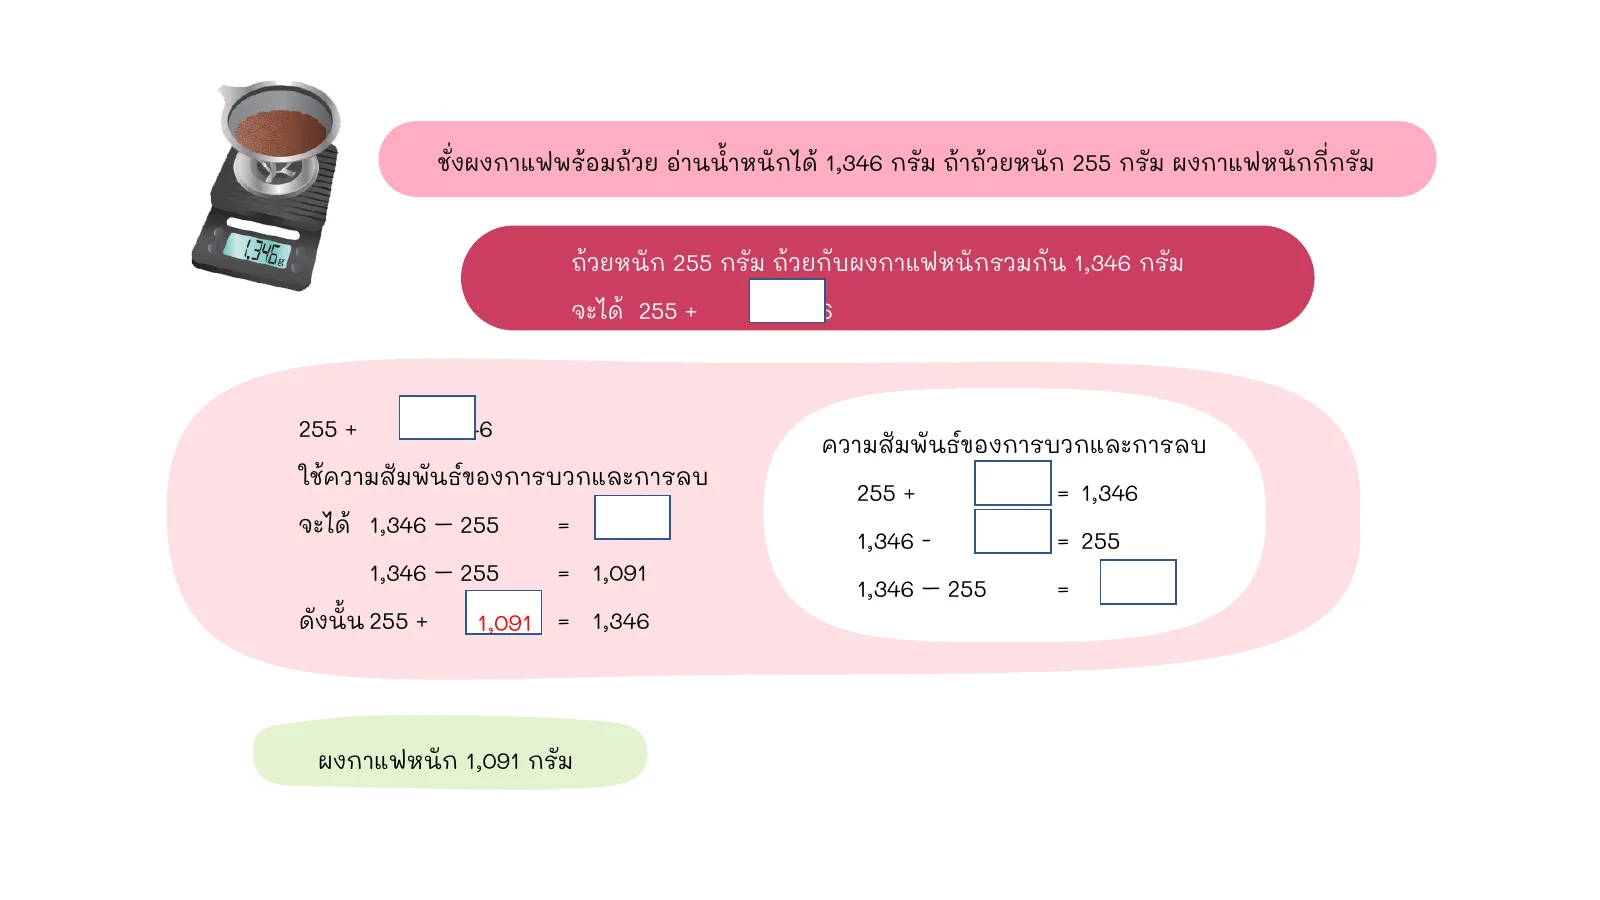 1,346g
ชั่งผงกาแฟพร้อมถ้วย อ่านน้ำหนักได้ 1,346 กรัม ถ้าถ้วยหนัก 255 กรัม ผงกาแฟหนักกี่กรัม
ถ้วยหนัก 255 กรัม ถ้วยกับผงกาแฟหนักรวมกัน 1,346 กรัม
จะได้ 255 + 6
255 + 6
ใช้ความสัมพันธ์ของการบวกและการลบ
จะได้ 1,346 – 255 =
1,346 – 255 = 1,091
ดังนั้น 255 + 1,091 = 1,346
ความสัมพันธ์ของการบวกและการลบ
255 + = 1,346
1,346 - = 255
1,346 – 255 =
ผงกาแฟหนัก 1,091 กรัม